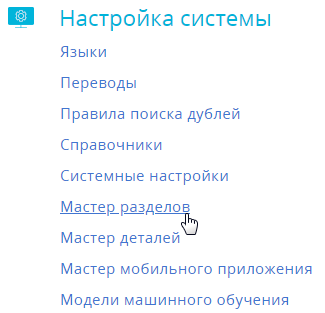 Настройка системы
Языки
Переводы
Правила поиска дублей
Справочники
Системные настройки
Мастер разделов
Мастер деталей
Мастер мобильного приложения
Модели машинного обучения